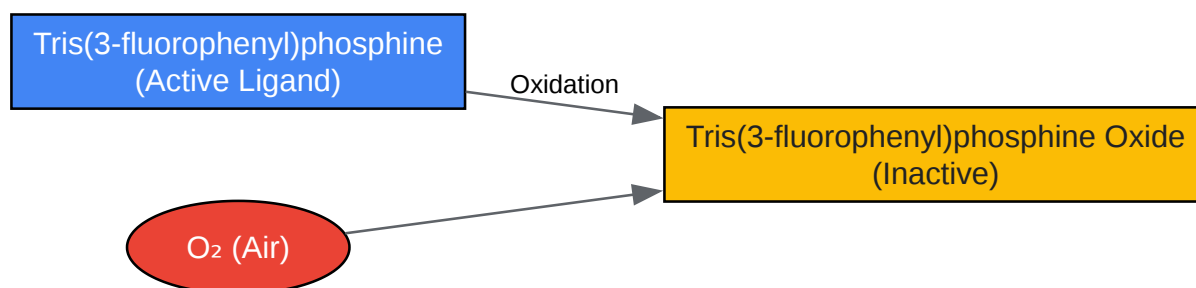 Tris(3-fluorophenyl)phosphine
(Active Ligand)
Oxidation
Tris(3-fluorophenyl)phosphine Oxide
(Inactive)
O₂ (Air)